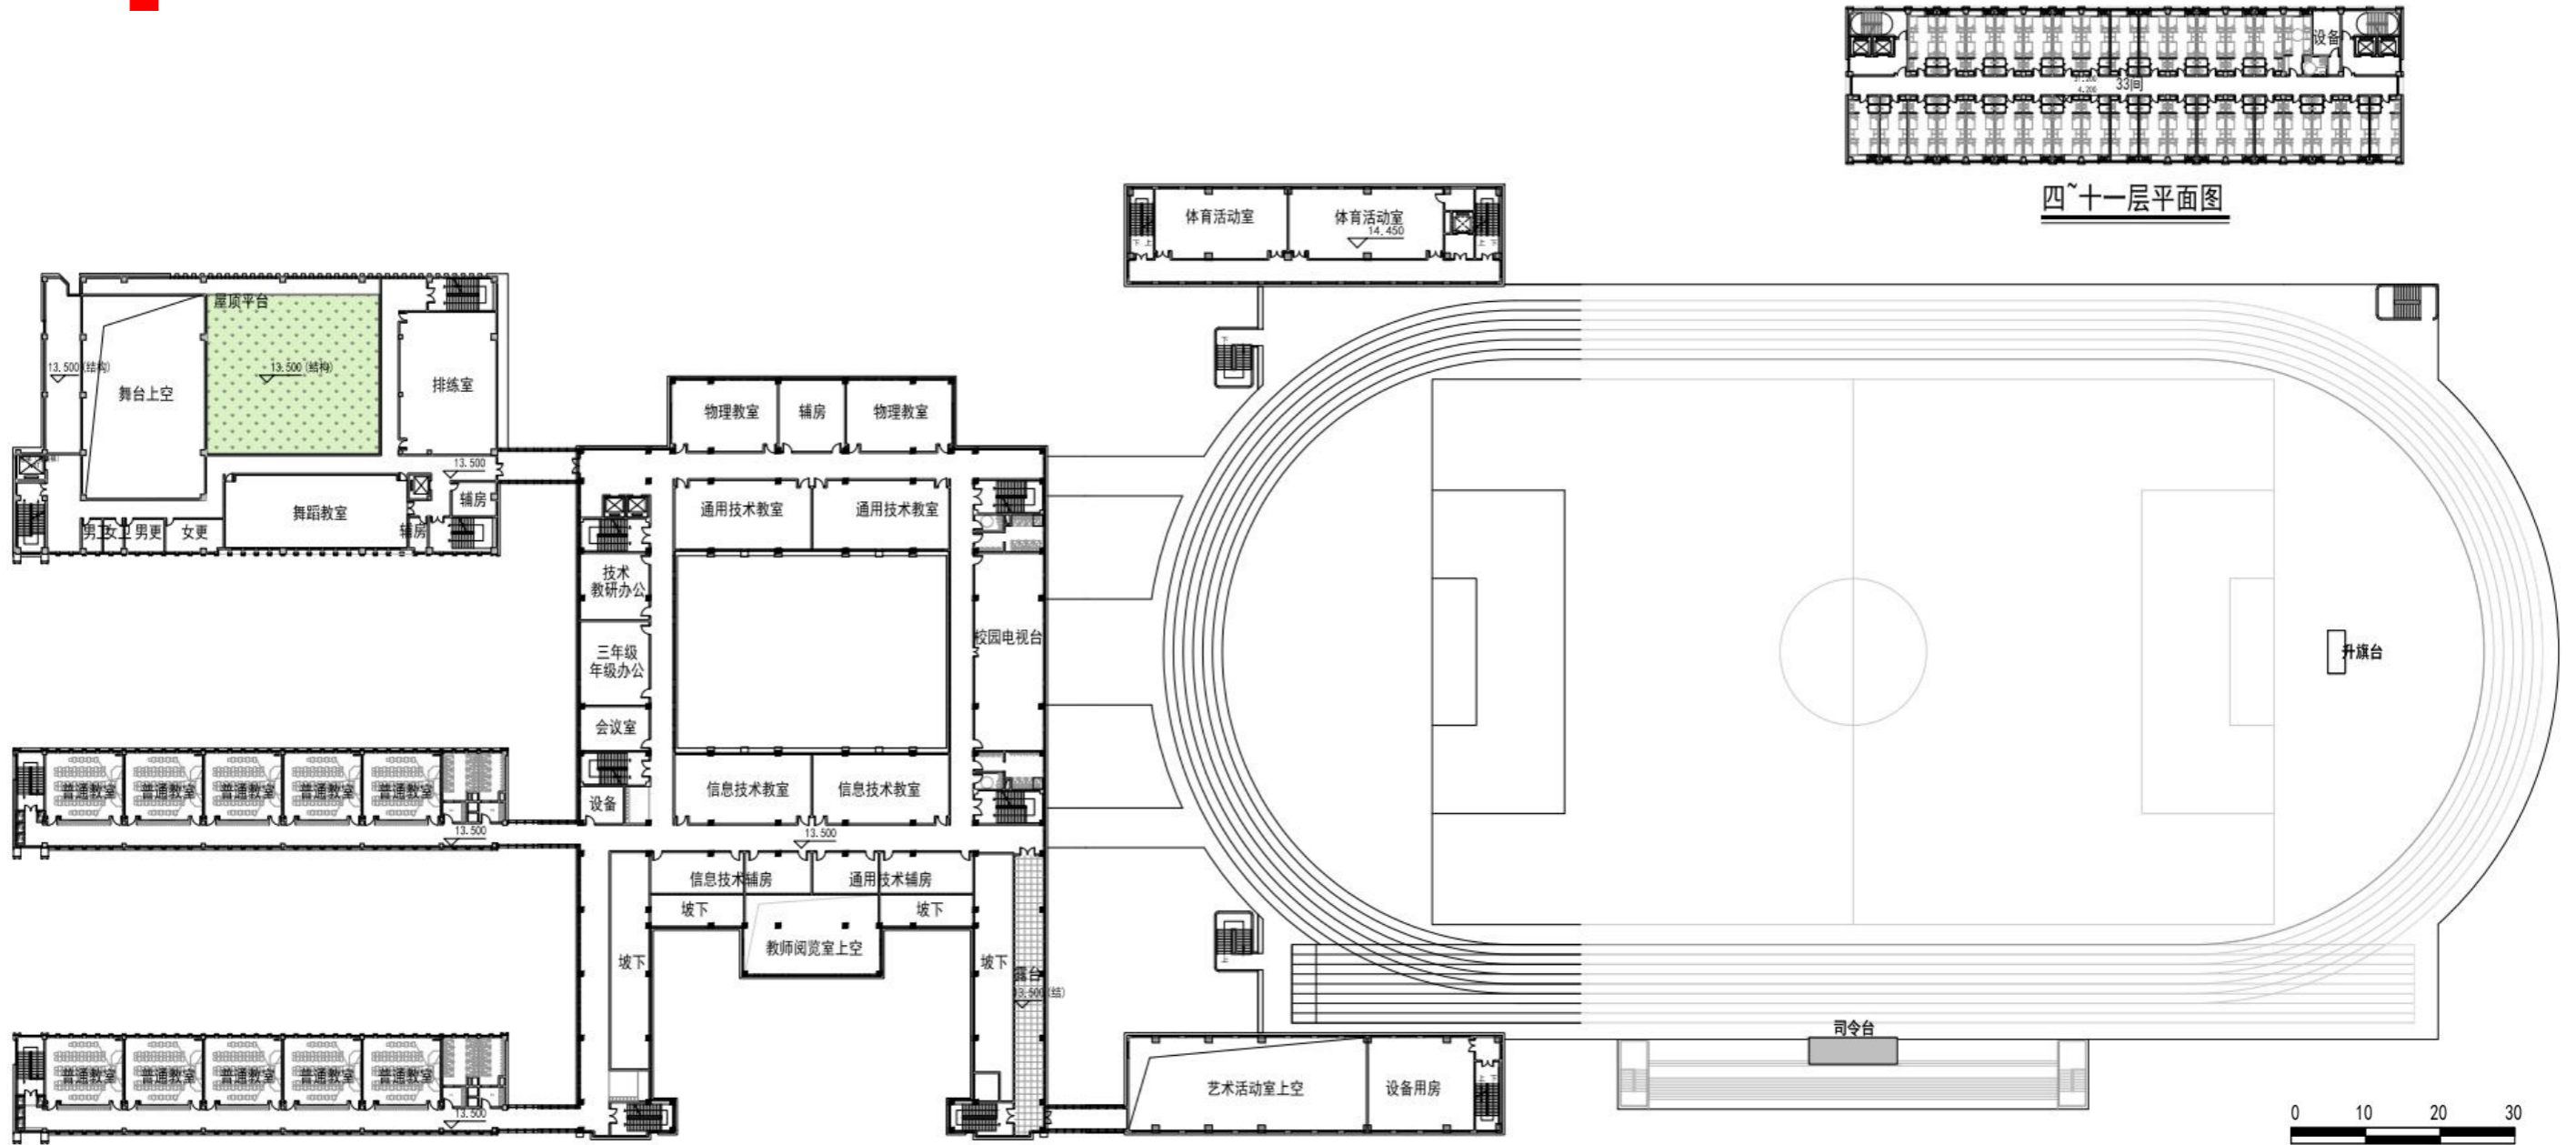 设备
37.200
33间
4.200
四~十一层平面图
体育活动室
体育活动室
14.450
下
上
上
下
屋顶平台
13.500(结构)
13.500(结构)
舞台上空
排练室
13.500
舞蹈教室
辅房
辅房
男卫
女卫
男更
女更
物理教室
辅房
物理教室
通用技术教室
通用技术教室
技术
教研办公
三年级
年级办公
会议室
设备
校园电视台
信息技术教室
信息技术教室
13.500
信息技术辅房
通用技术辅房
坡下
坡下
教师阅览室上空
坡下
坡下
露台
13.500(结)
普通教室
普通教室
普通教室
普通教室
普通教室
13.500
普通教室
普通教室
普通教室
普通教室
普通教室
13.500
下
上
升旗台
司令台
艺术活动室上空
设备用房
0
10
20
30